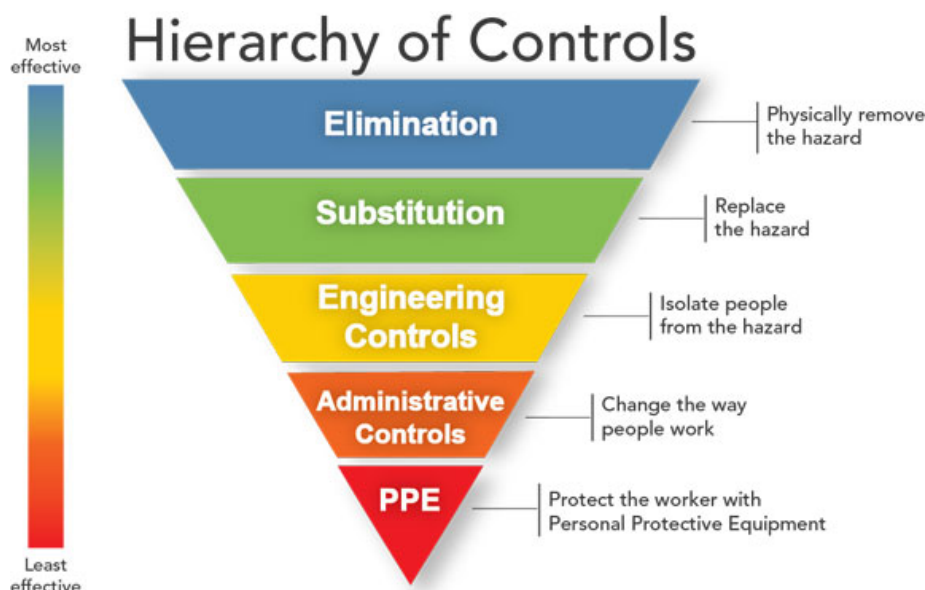 Hierarchy of Controls
Most
effective
Elimination
Physically remove
the hazard
Substitution
Replace
the hazard
Engineering
Controls
Isolate people
from the hazard
Administrative
Controls
Change the way
people work
PPE
Protect the worker with
Personal Protective Equipment
Least
effective